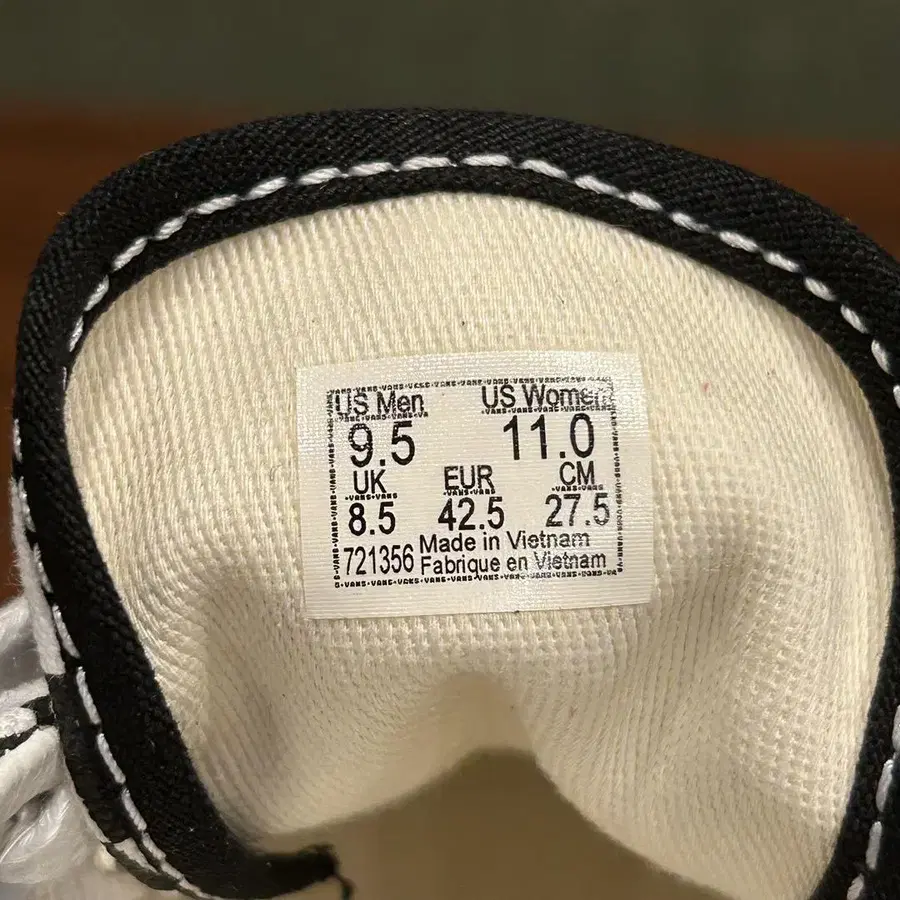 US Men US Women
9.5 11.0
UK EUR CM
8.5 42.5 27.5
721356 Made in Vietnam
Fabrique en Vietnam